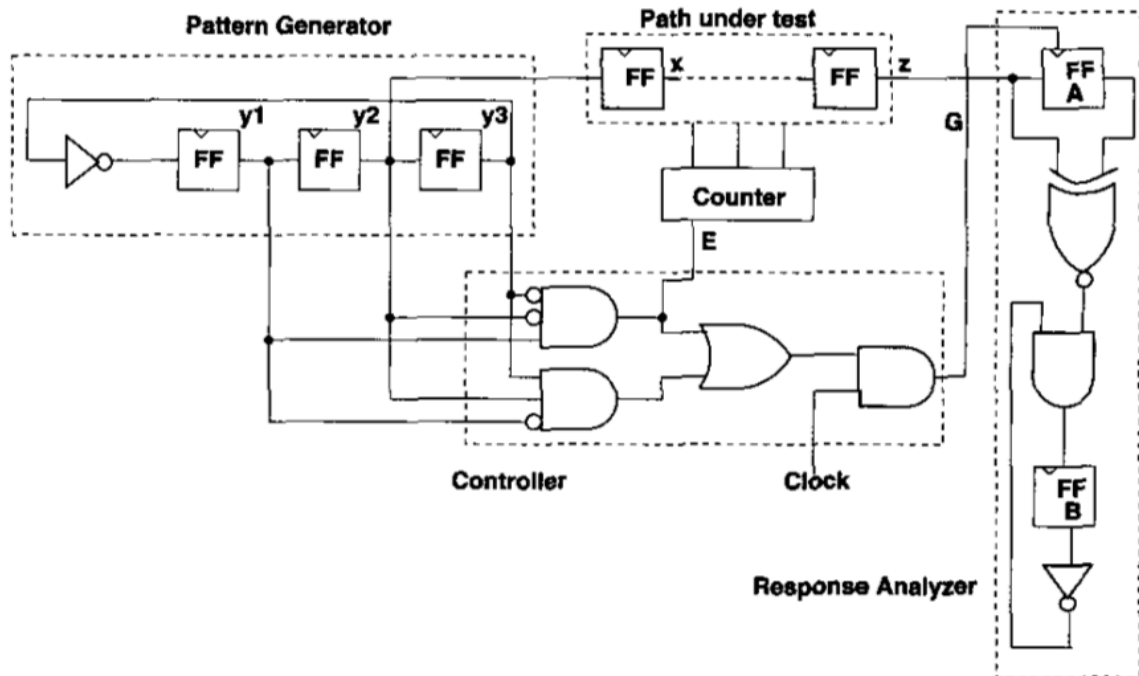 Pattern Generator
Path under test
y1
y2
y3
FF
FF
FF
FF
x
FF
z
FF
A
G
Counter
E
Controller
Clock
FF
B
Response Analyzer